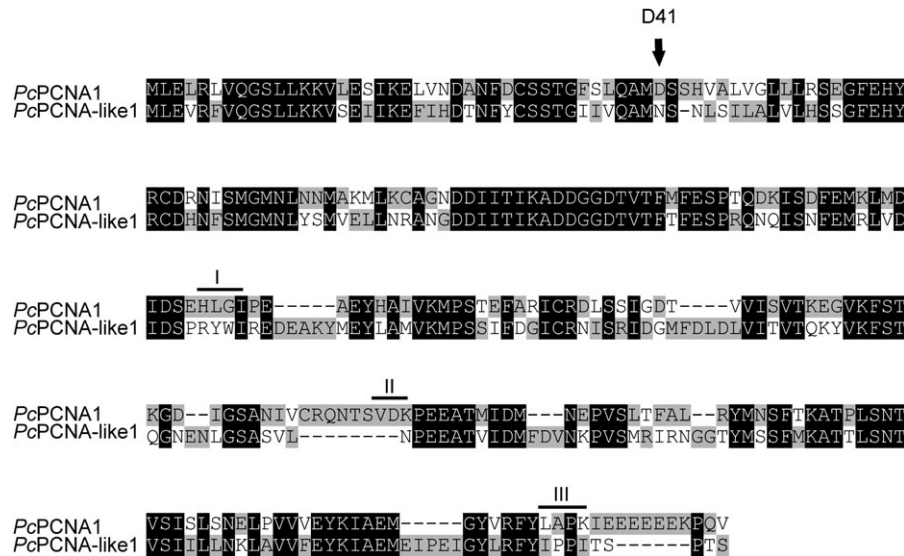 D41
PcPCNA1 MLELRLVQGSLLKKVLESIKELVNDANFDCSSTGFSLQAMDSSHVALVGLLLRSEGFEHY
PcPCNA-like1 MLEVRFVQGSLLKKVSEIIKEFIHDTNFYCSSTGIIVQAMNS-NLSILALVLHSSGFEHY
PcPCNA1 RCDRNISMGMNLNNMAKMLKCAGNDDIITIKADDGGDTVTFMFESPTQDKISDFEMKLMD
PcPCNA-like1 RCDHNFSMGMNLYSMVELLNRANGDDIITIKADDGGDTVTFTFESPRQNQISNFEMRLVD
I
PcPCNA1 IDSEHLGIPE-----AEYHAIVKMPSTEFARICRDLSSIGDT----VVISVTKEGVKFST
PcPCNA-like1 IDSPRYWIREDEAKYMEYLAMVKMPSSIFDGICRNISRIDGMFDLDLVITVTQKYVKFST
II
PcPCNA1 KGD--IGSANIVCRQNTSVDKPEEATMIDM---NEPVSLTFAL--RYMNSFTKATPLSNT
PcPCNA-like1 QGNENLGSASVL---------NPEEATVIDMFDVNKPVSMRIRNGGTYMSSFMKATTLSNT
III
PcPCNA1 VSISLSNELPVVVEYKIAEM-----GYVRFYLAPKIEEEEEEKPQV
PcPCNA-like1 VSIILLNKLAVVFEYKIAEMEIPEIGYLRFYIPPITS------PTS